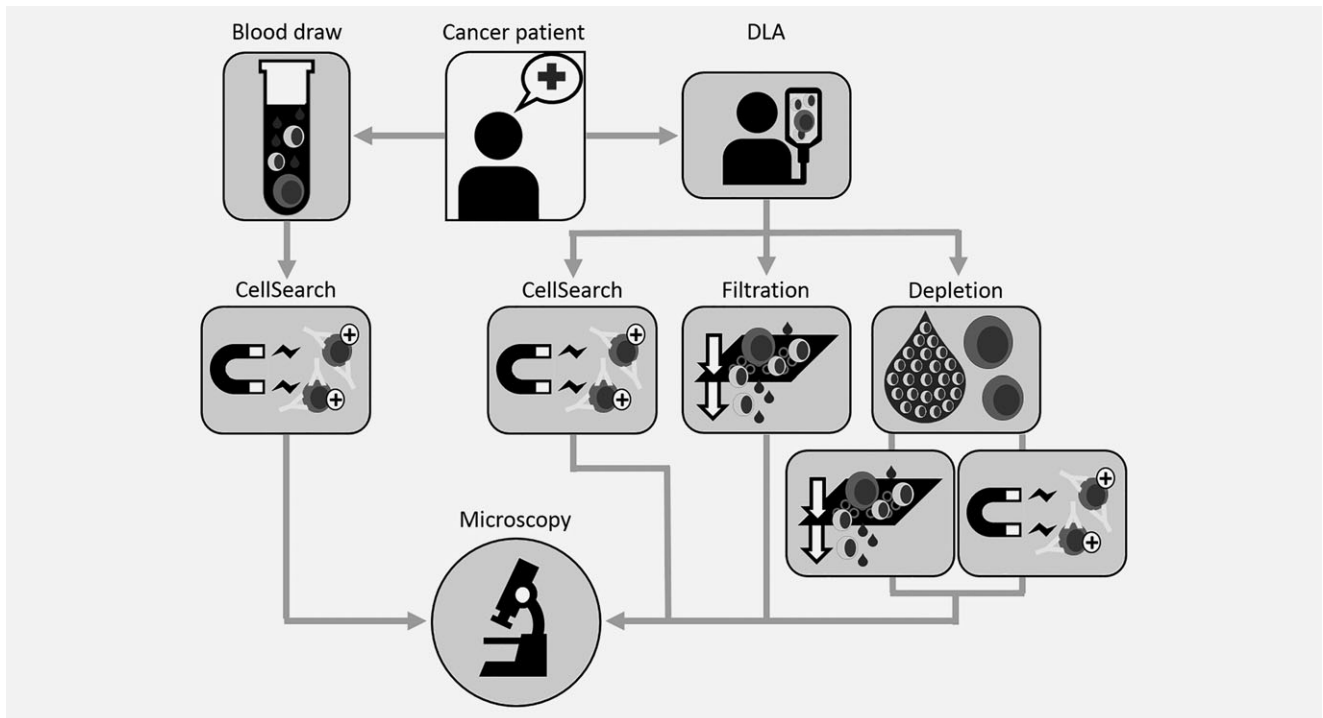 Blood draw
Cancer patient
DLA
CellSearch
CellSearch
Filtration
Depletion
Microscopy